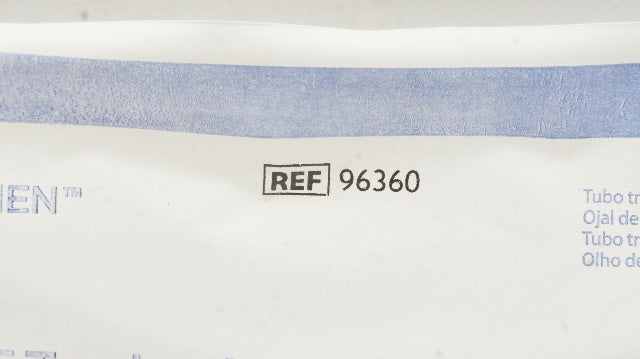 REF 96360
EN™
Tubo tr
Ojal de
Tubo tr
Olho de